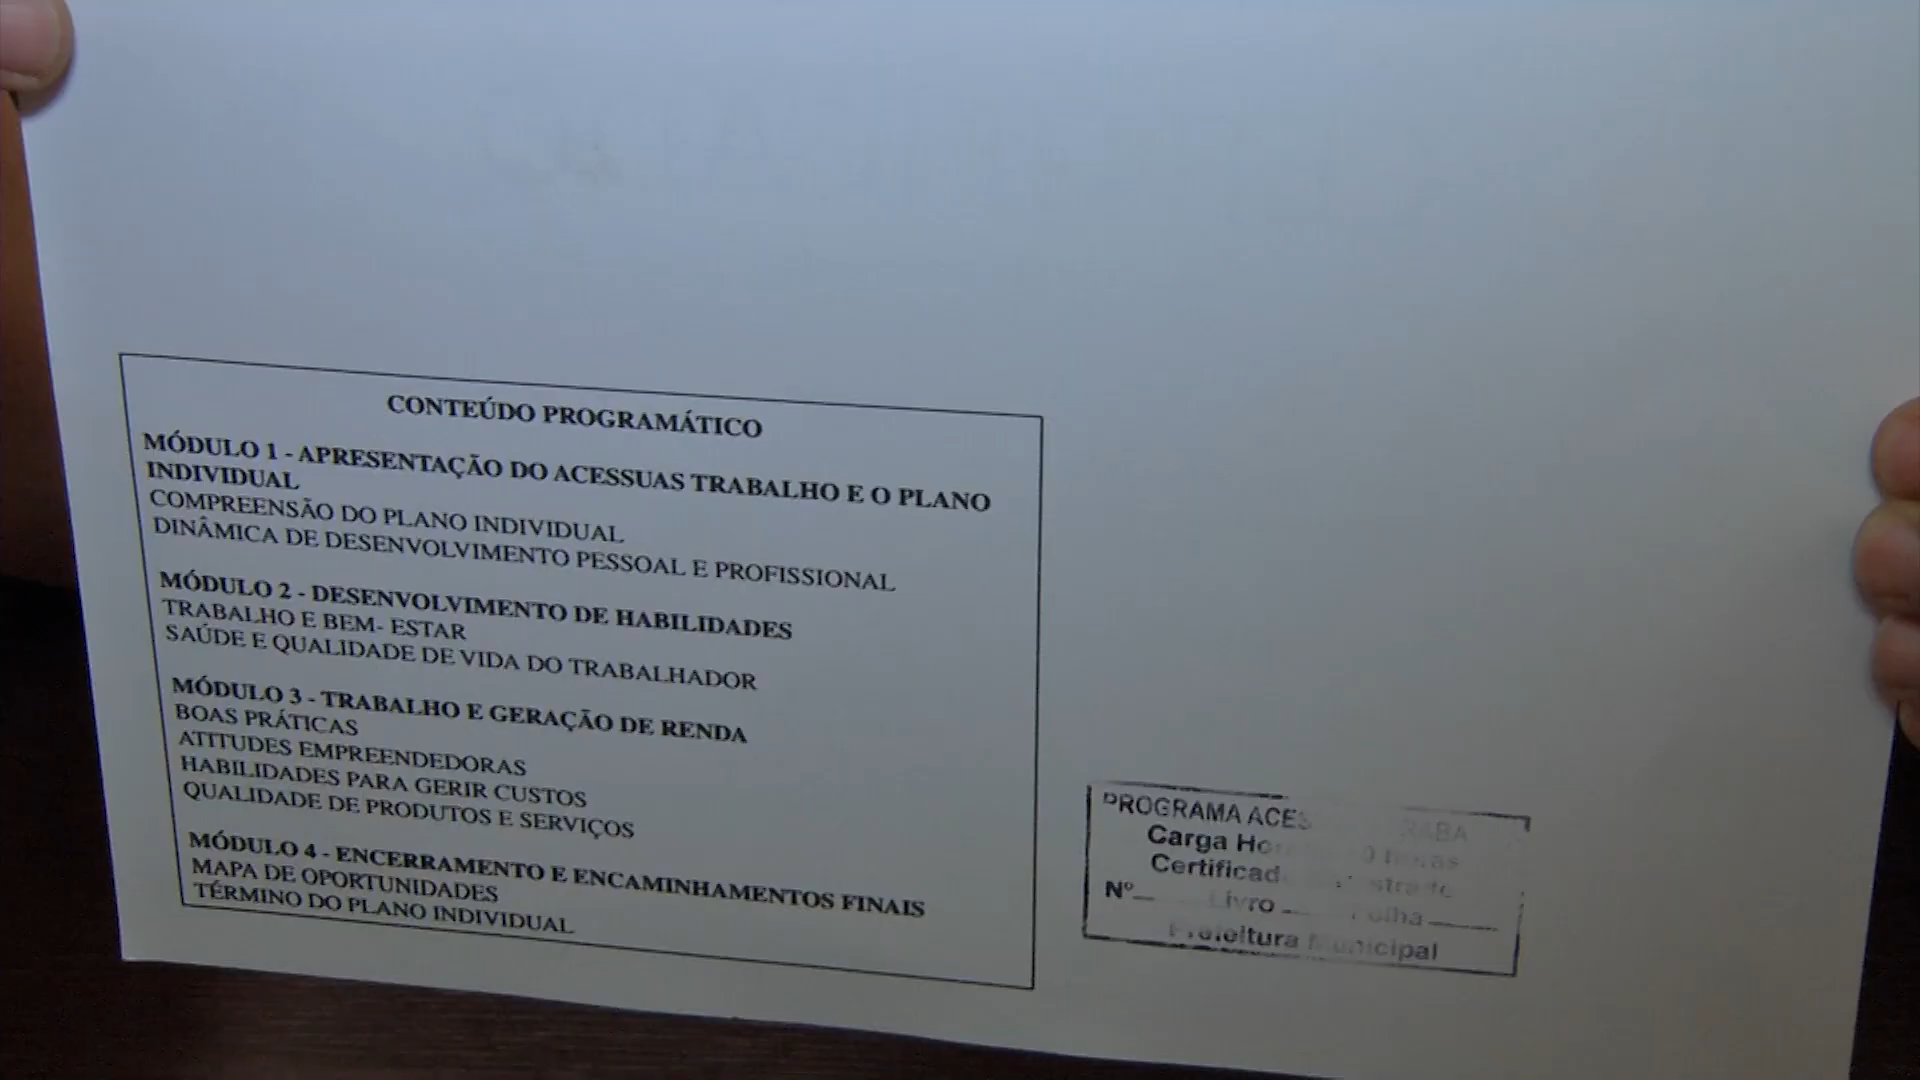 CONTEÚDO PROGRAMÁTICO
MÓDULO 1 - APRESENTAÇÃO DO ACESSUAS TRABALHO E O PLANO
INDIVIDUAL
COMPREENSÃO DO PLANO INDIVIDUAL
DINÂMICA DE DESENVOLVIMENTO PESSOAL E PROFISSIONAL
MÓDULO 2 - DESENVOLVIMENTO DE HABILIDADES
TRABALHO E BEM- ESTAR
SAÚDE E QUALIDADE DE VIDA DO TRABALHADOR
MÓDULO 3 - TRABALHO E GERAÇÃO DE RENDA
BOAS PRÁTICAS
ATITUDES EMPREENDEDORAS
HABILIDADES PARA GERIR CUSTOS
QUALIDADE DE PRODUTOS E SERVIÇOS
MÓDULO 4 - ENCERRAMENTO E ENCAMINHAMENTOS FINAIS
MAPA DE OPORTUNIDADES
TÉRMINO DO PLANO INDIVIDUAL
PROGRAMA
Carga
Nº Livro Folha
Prefeitura Municipal